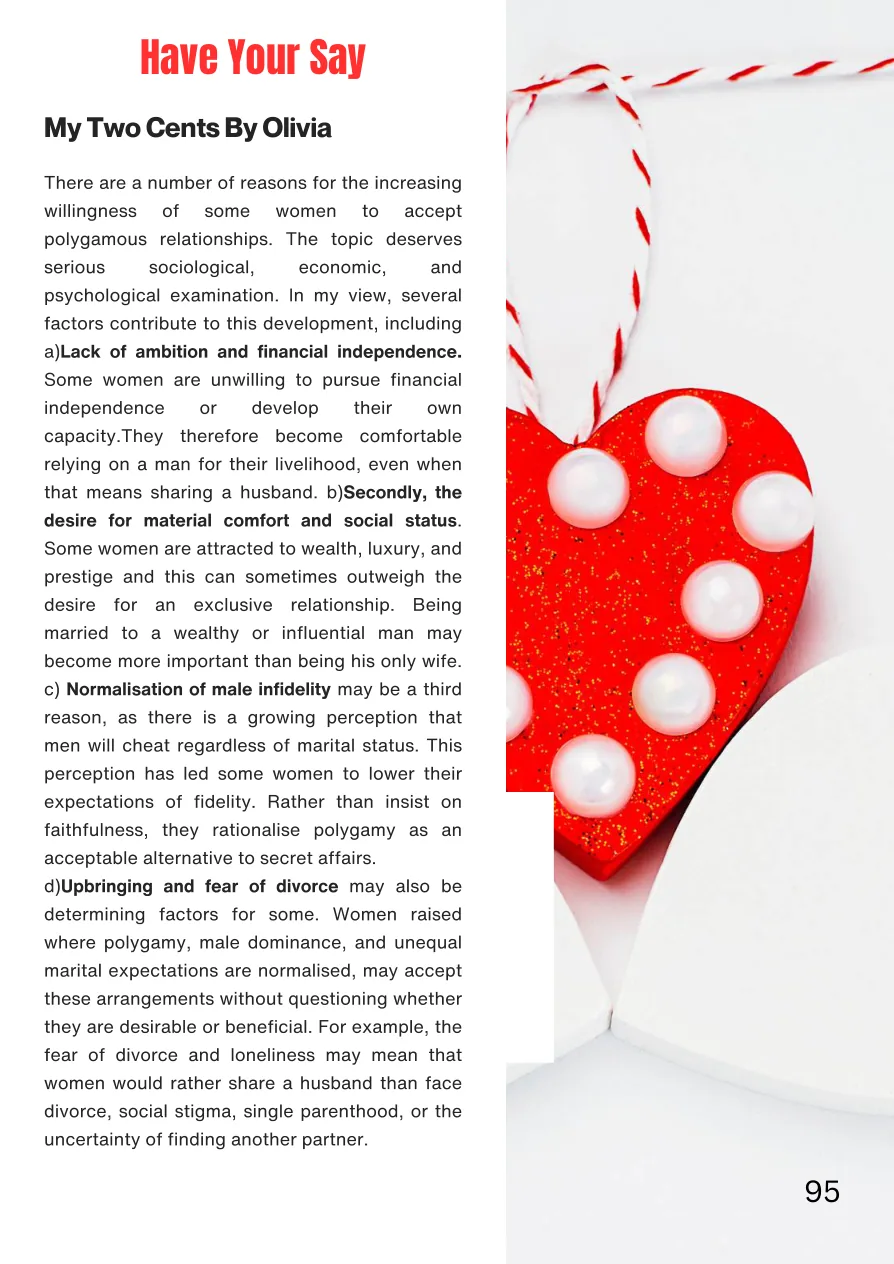 Have Your Say
My Two Cents By Olivia
There are a number of reasons for the increasing
willingness of some women to accept
polygamous relationships. The topic deserves
serious sociological, economic, and
psychological examination. In my view, several
factors contribute to this development, including
a)Lack of ambition and financial independence.
Some women are unwilling to pursue financial
independence or develop their own
capacity.They therefore become comfortable
relying on a man for their livelihood, even when
that means sharing a husband. b)Secondly, the
desire for material comfort and social status.
Some women are attracted to wealth, luxury, and
prestige and this can sometimes outweigh the
desire for an exclusive relationship. Being
married to a wealthy or influential man may
become more important than being his only wife.
c) Normalisation of male infidelity may be a third
reason, as there is a growing perception that
men will cheat regardless of marital status. This
perception has led some women to lower their
expectations of fidelity. Rather than insist on
faithfulness, they rationalise polygamy as an
acceptable alternative to secret affairs.
d)Upbringing and fear of divorce may also be
determining factors for some. Women raised
where polygamy, male dominance, and unequal
marital expectations are normalised, may accept
these arrangements without questioning whether
they are desirable or beneficial. For example, the
fear of divorce and loneliness may mean that
women would rather share a husband than face
divorce, social stigma, single parenthood, or the
uncertainty of finding another partner.
95